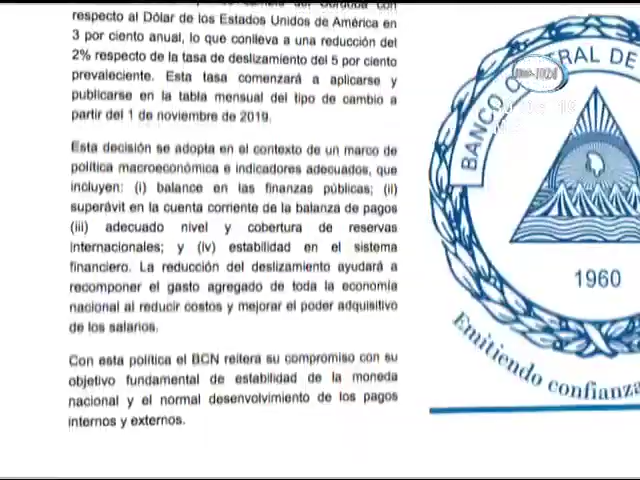 respecto al Dólar de los Estados Unidos de América en
3 por ciento anual, lo que conlleva a una reducción del
2% respecto de la tasa de deslizamiento del 5 por ciento
prevaleciente. Esta tasa comenzará a aplicarse y
publicarse en la tabla mensual del tipo de cambio a
partir del 1 de noviembre de 2019.
Esta decisión se adopta en el contexto de un marco de
política macroeconómica e indicadores adecuados, que
incluyen: (i) balance en las finanzas públicas; (ii)
superávit en la cuenta corriente de la balanza de pagos
(iii) adecuado nivel y cobertura de reservas
internacionales; y (iv) estabilidad en el sistema
financiero. La reducción del deslizamiento ayudará a
recomponer el gasto agregado de toda la economía
nacional al reducir costos y mejorar el poder adquisitivo
de los salarios.
Con esta política el BCN reitera su compromiso con su
objetivo fundamental de estabilidad de la moneda
nacional y el normal desenvolvimiento de los pagos
internos y externos.
BANCO RAL DE
1960
Emitiendo confianza